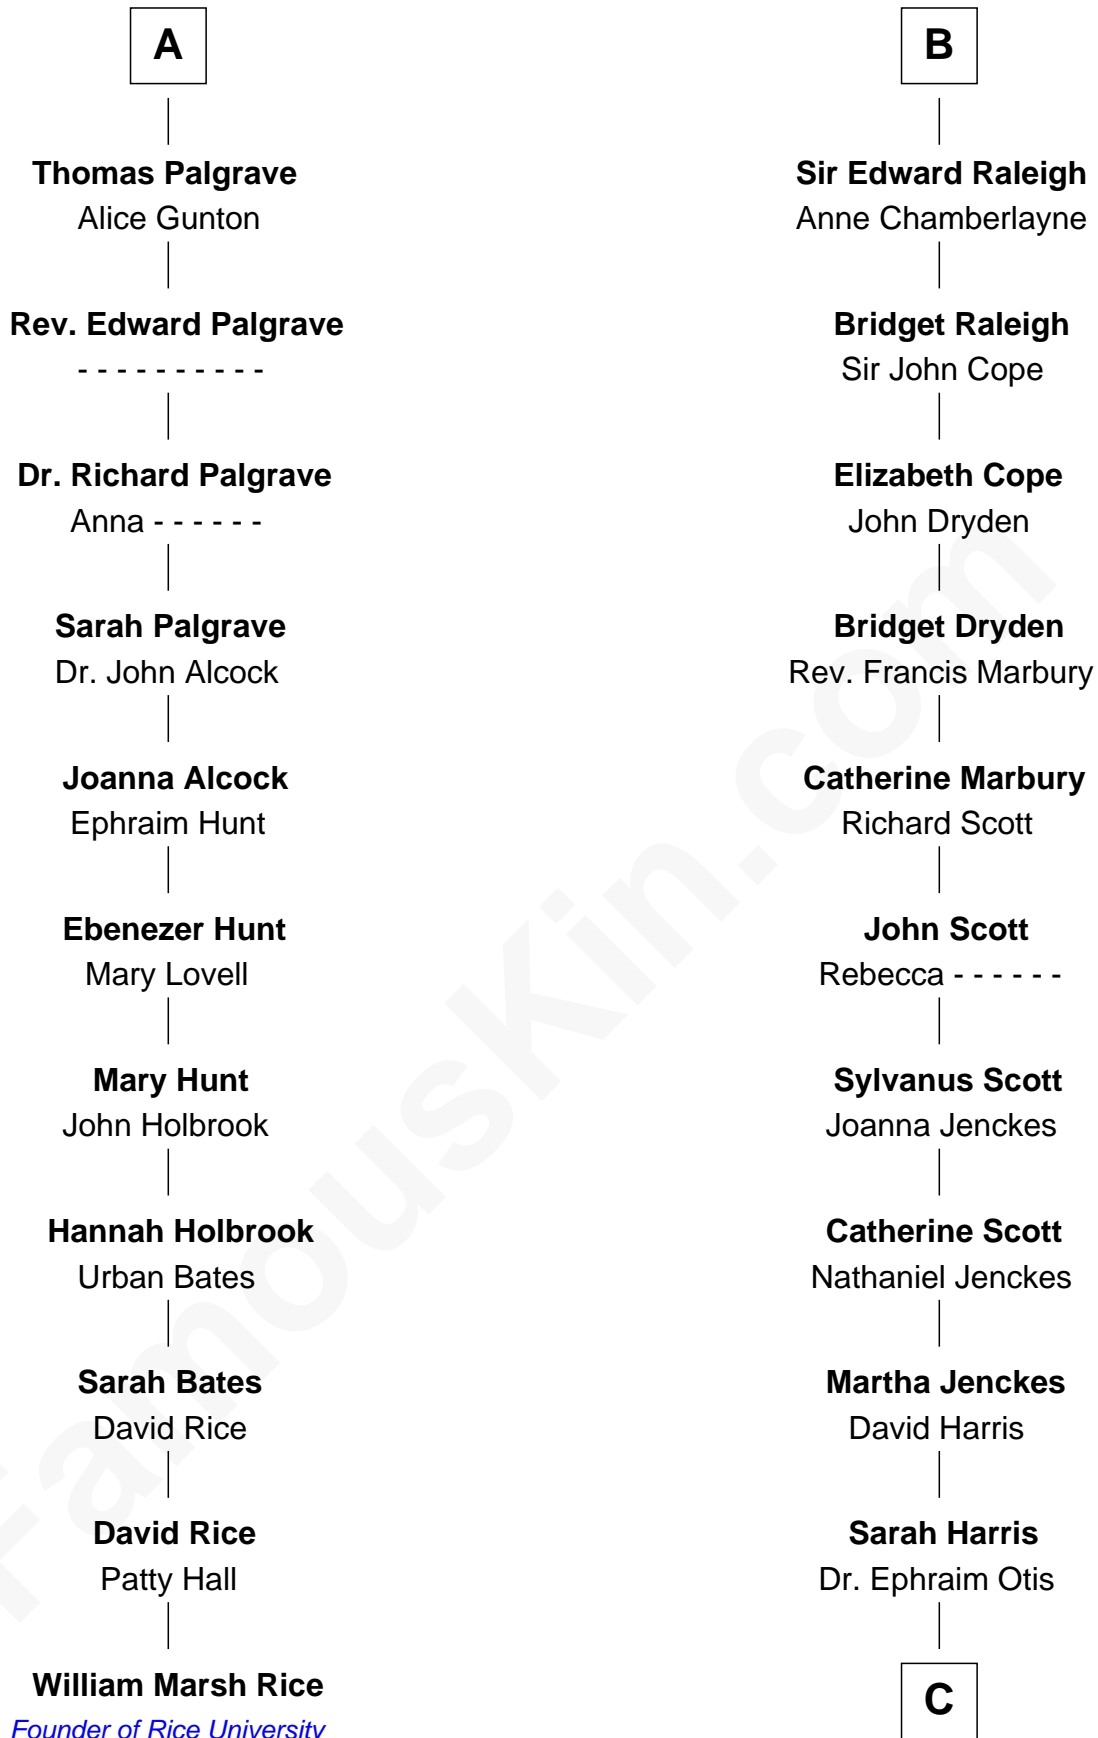 A
Thomas Palgrave
Alice Gunton
Rev. Edward Palgrave
- - - - - - - - - -
Dr. Richard Palgrave
Anna - - - - - -
Sarah Palgrave
Dr. John Alcock
Joanna Alcock
Ephraim Hunt
Ebenezer Hunt
Mary Lovell
Mary Hunt
John Holbrook
Hannah Holbrook
Urban Bates
Sarah Bates
David Rice
David Rice
Patty Hall
William Marsh Rice
Founder of Rice University
B
Sir Edward Raleigh
Anne Chamberlayne
Bridget Raleigh
Sir John Cope
Elizabeth Cope
John Dryden
Bridget Dryden
Rev. Francis Marbury
Catherine Marbury
Richard Scott
John Scott
Rebecca - - - - - -
Sylvanus Scott
Joanna Jenckes
Catherine Scott
Nathaniel Jenckes
Martha Jenckes
David Harris
Sarah Harris
Dr. Ephraim Otis
C
FamousKin.com